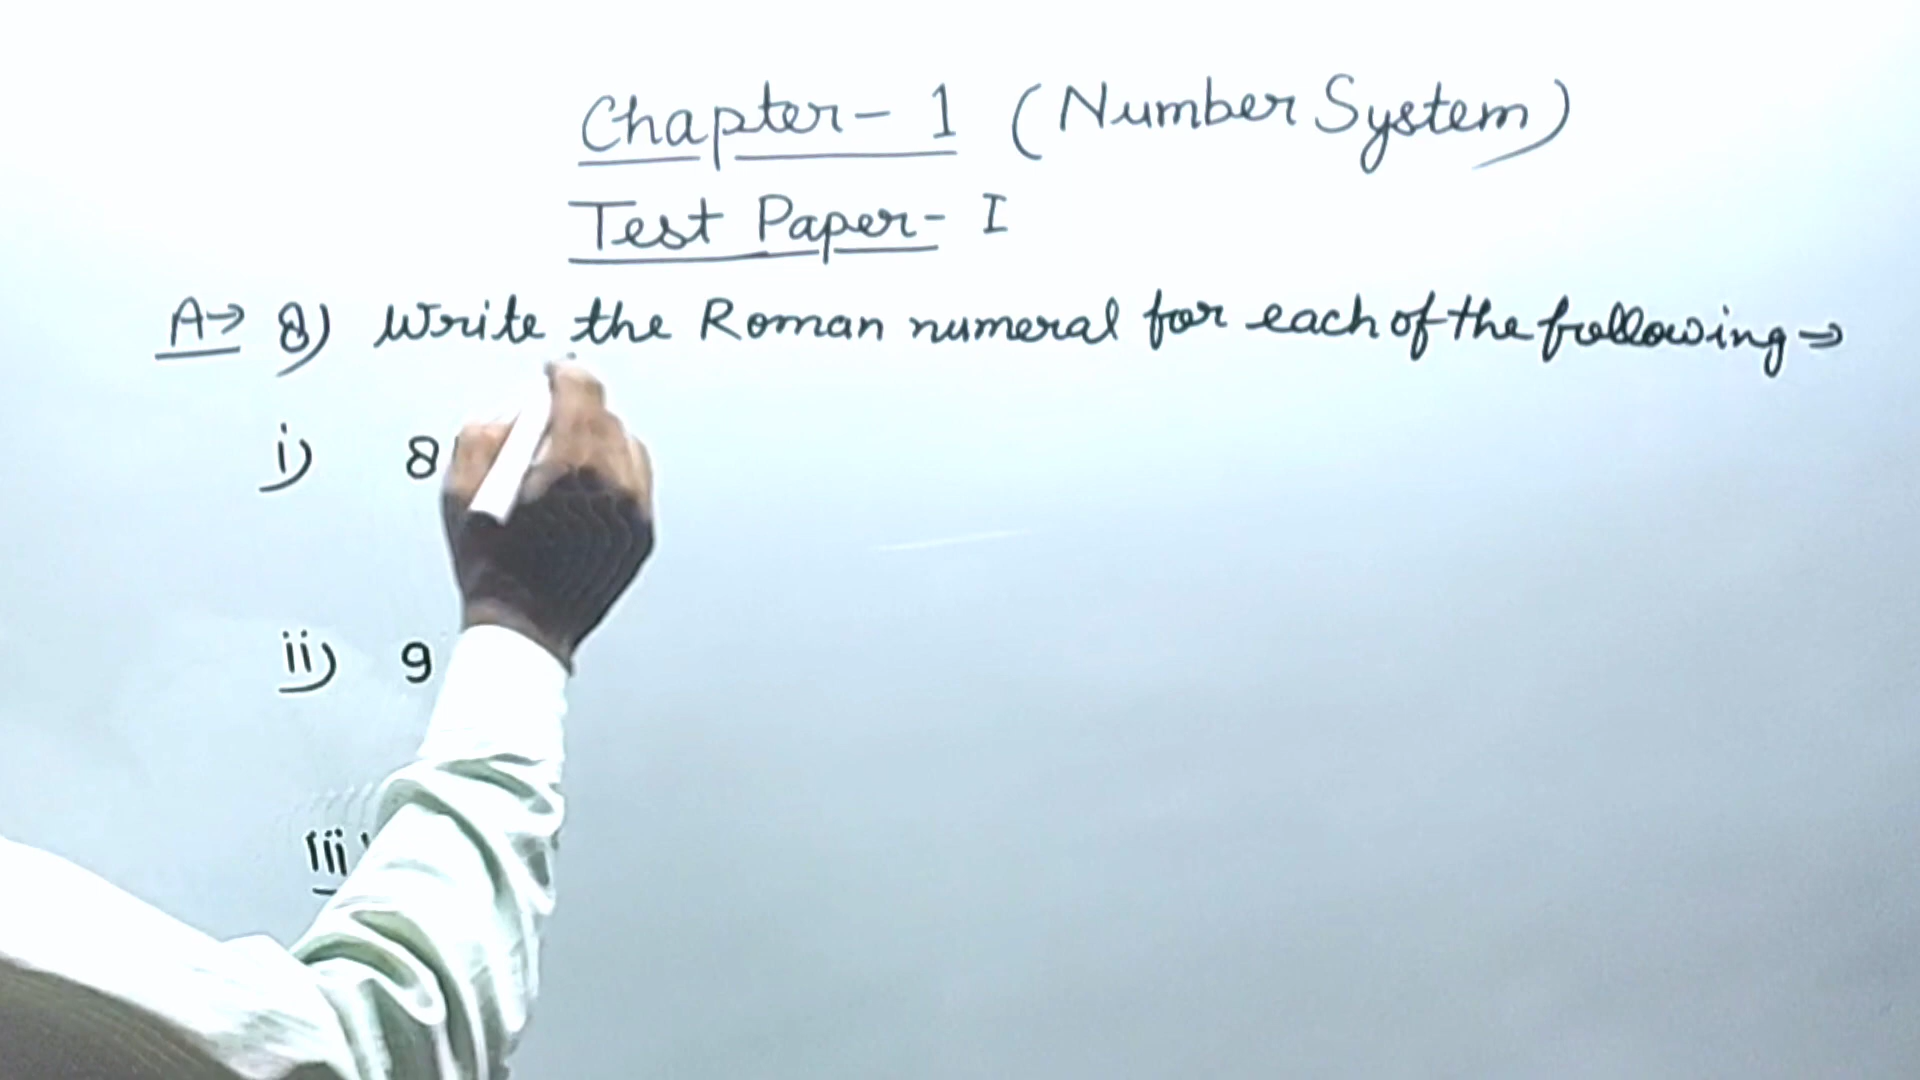 Chapter-1 (Number System)
Test Paper-I
A→ 8) Write the Roman numeral for each of the following→
i) 8
ii) 9
iii